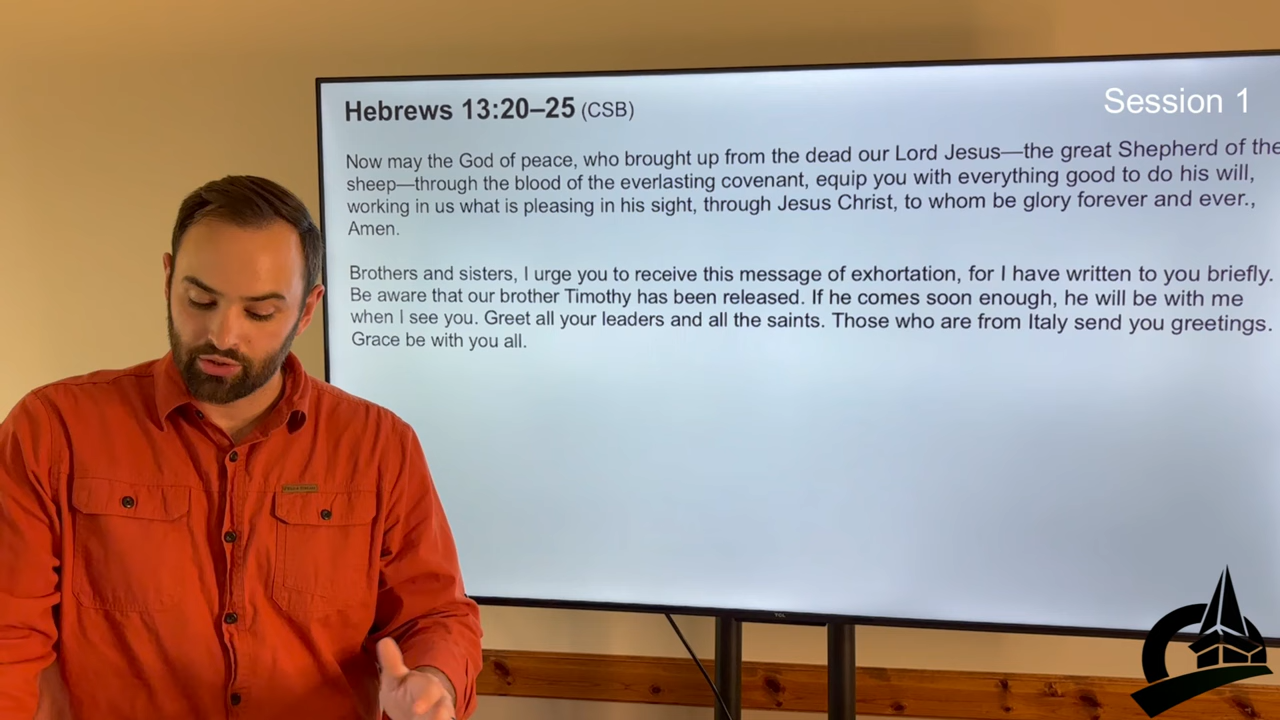 Hebrews 13:20–25 (CSB)
Session 1
Now may the God of peace, who brought up from the dead our Lord Jesus—the great Shepherd of the
sheep—through the blood of the everlasting covenant, equip you with everything good to do his will,
working in us what is pleasing in his sight, through Jesus Christ, to whom be glory forever and ever.,
Amen.
Brothers and sisters, I urge you to receive this message of exhortation, for I have written to you briefly.
Be aware that our brother Timothy has been released. If he comes soon enough, he will be with me
when I see you. Greet all your leaders and all the saints. Those who are from Italy send you greetings.
Grace be with you all.
TCL